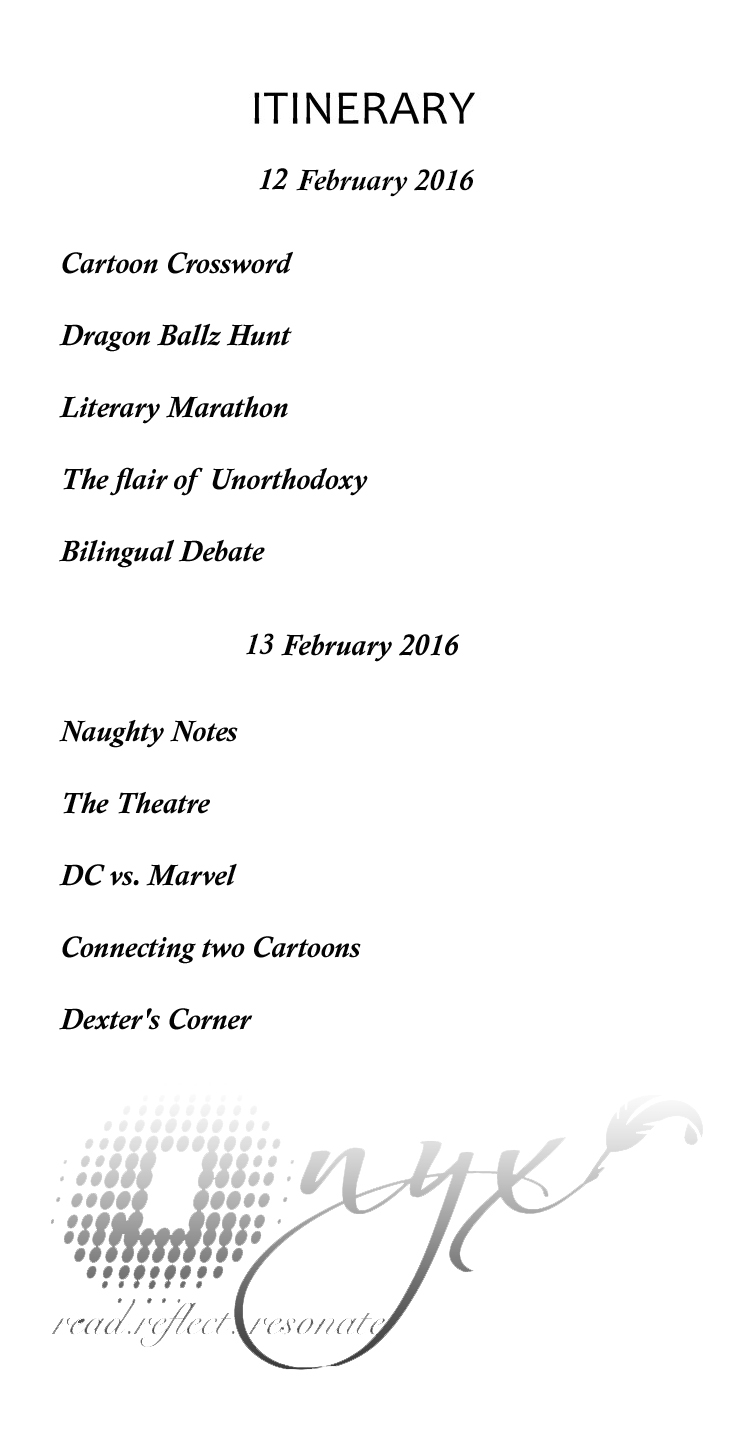 ITINERARY
12 February 2016
Cartoon Crossword
Dragon Ballz Hunt
Literary Marathon
The flair of Unorthodoxy
Bilingual Debate
13 February 2016
Naughty Notes
The Theatre
DC vs. Marvel
Connecting two Cartoons
Dexter's Corner
Onyx
read.reflect.resonate